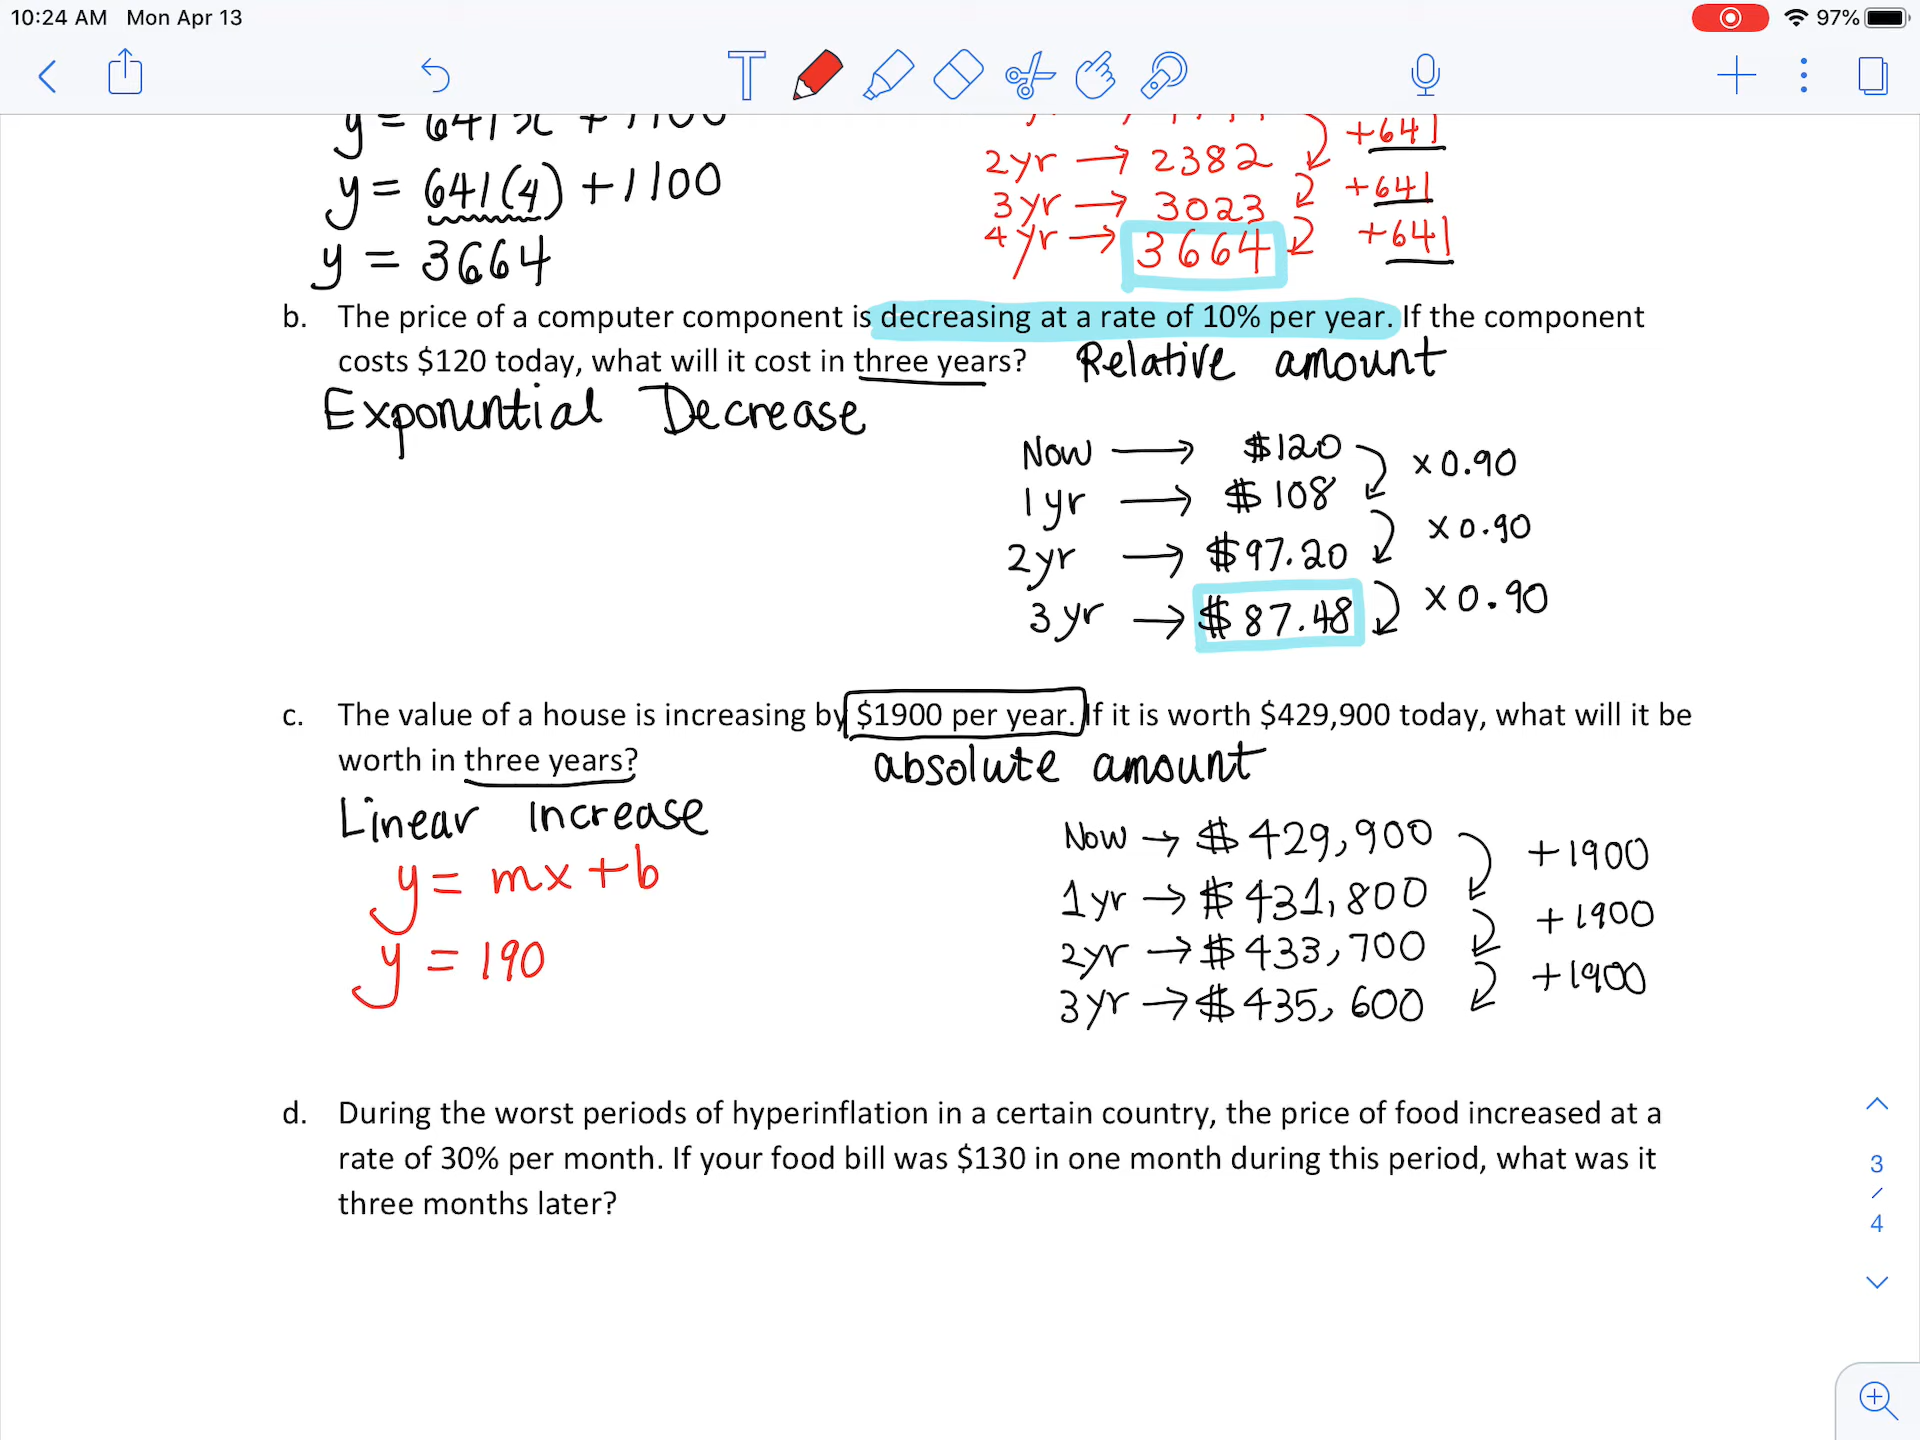 10:24 AM Mon Apr 13
97%
T
y = 641x + 1100
+641
y = 641(4) + 1100
2yr → 2382
+641
3yr → 3023
+641
4yr → 3664
y = 3664
b. The price of a computer component is decreasing at a rate of 10% per year. If the component
costs $120 today, what will it cost in three years? Relative amount
Exponential Decrease
Now → $120
x 0.90
1yr → $108
x 0.90
2yr → $97.20
x 0.90
3yr → $87.48
c. The value of a house is increasing by $1900 per year. If it is worth $429,900 today, what will it be
worth in three years? absolute amount
Linear Increase
Now → $429,900
+1900
y = mx + b
1yr → $431,800
+1900
2yr → $433,700
y = 190
+1900
3yr → $435,600
d. During the worst periods of hyperinflation in a certain country, the price of food increased at a
rate of 30% per month. If your food bill was $130 in one month during this period, what was it
three months later?
3
/
4